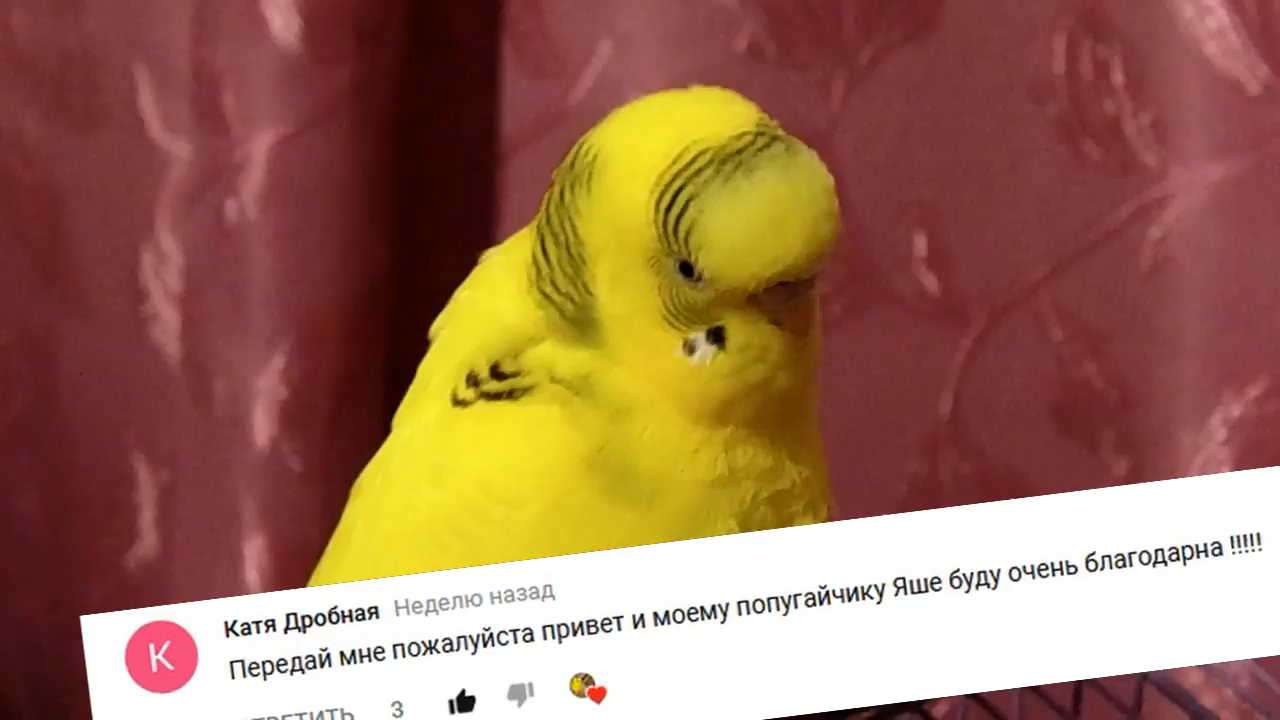 Катя Дробная Неделю назад
Передай мне пожалуйста привет и моему попугайчику Яше буду очень благодарна !!!!!
К
3